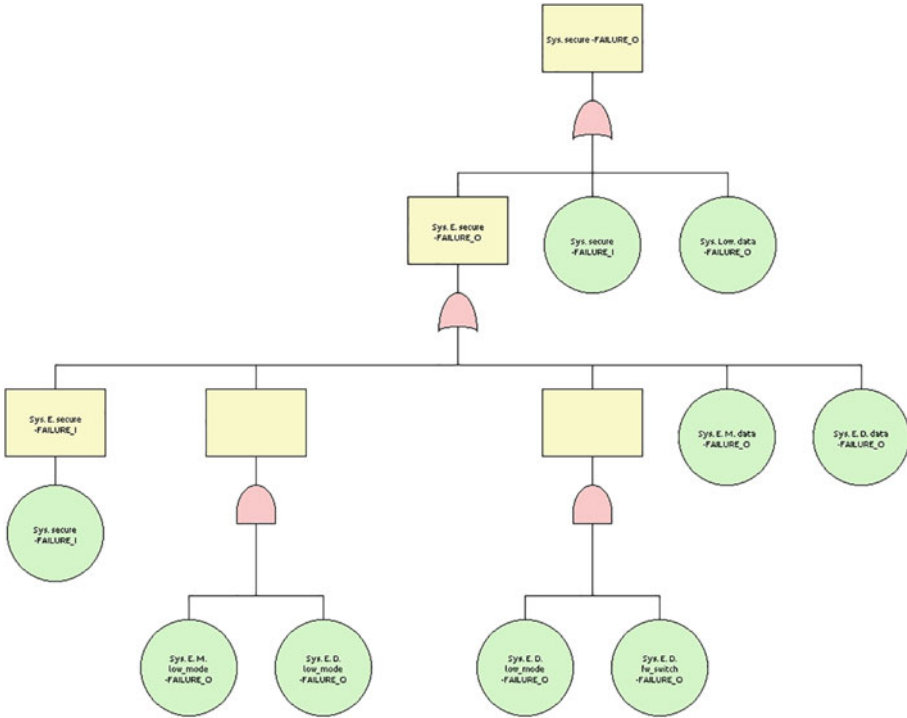 Sys. secure -FAILURE_O
Sys. E. secure
-FAILURE_O
Sys. secure
-FAILURE_I
Sys. Low. data
-FAILURE_O
Sys. E. secure
-FAILURE_I
Sys. E. M. data
-FAILURE_O
Sys. E. D. data
-FAILURE_O
Sys. secure
-FAILURE_I
Sys. E. M.
low_mode
-FAILURE_O
Sys. E. D.
low_mode
-FAILURE_O
Sys. E. D.
low_mode
-FAILURE_O
Sys. E. D.
fw_switch
-FAILURE_O